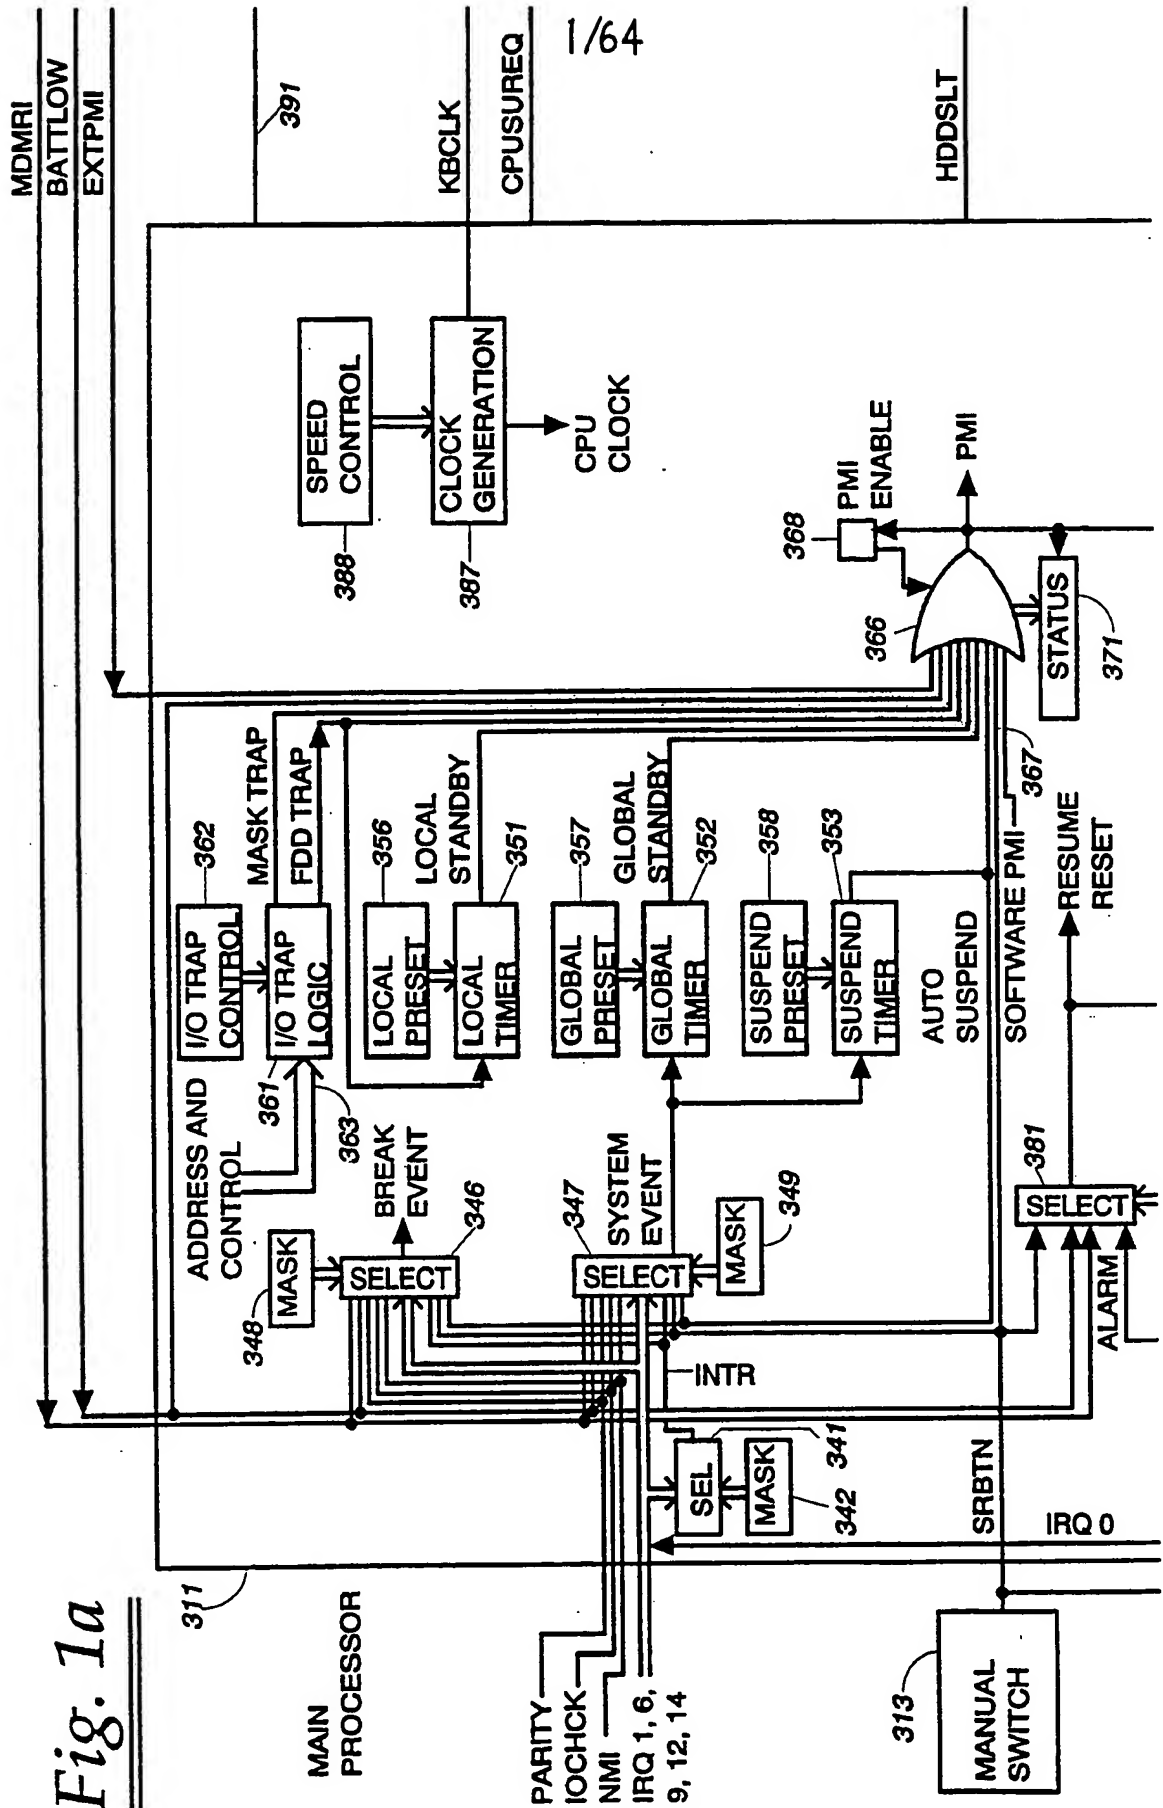 1/64
Fig. 1a
MDMRI
BATTLOW
EXTPMI
391
KBCLK
CPUSUREQ
HDDSLT
311
MAIN
PROCESSOR
SPEED
CONTROL
388
CLOCK
GENERATION
387
CPU
CLOCK
ADDRESS AND
CONTROL
363
I/O TRAP
CONTROL
362
I/O TRAP
LOGIC
361
MASK TRAP
FDD TRAP
LOCAL
PRESET
356
LOCAL
TIMER
351
LOCAL
STANDBY
GLOBAL
PRESET
357
GLOBAL
TIMER
352
GLOBAL
STANDBY
SUSPEND
PRESET
358
SUSPEND
TIMER
353
AUTO
SUSPEND
SOFTWARE PMI
367
366
368
PMI
ENABLE
PMI
STATUS
371
MASK
348
SELECT
346
BREAK
EVENT
SELECT
347
SYSTEM
EVENT
MASK
349
INTR
SEL
341
MASK
342
PARITY
IOCHCK
NMI
IRQ 1, 6,
9, 12, 14
SRBTN
IRQ 0
MANUAL
SWITCH
313
ALARM
SELECT
381
RESUME
RESET